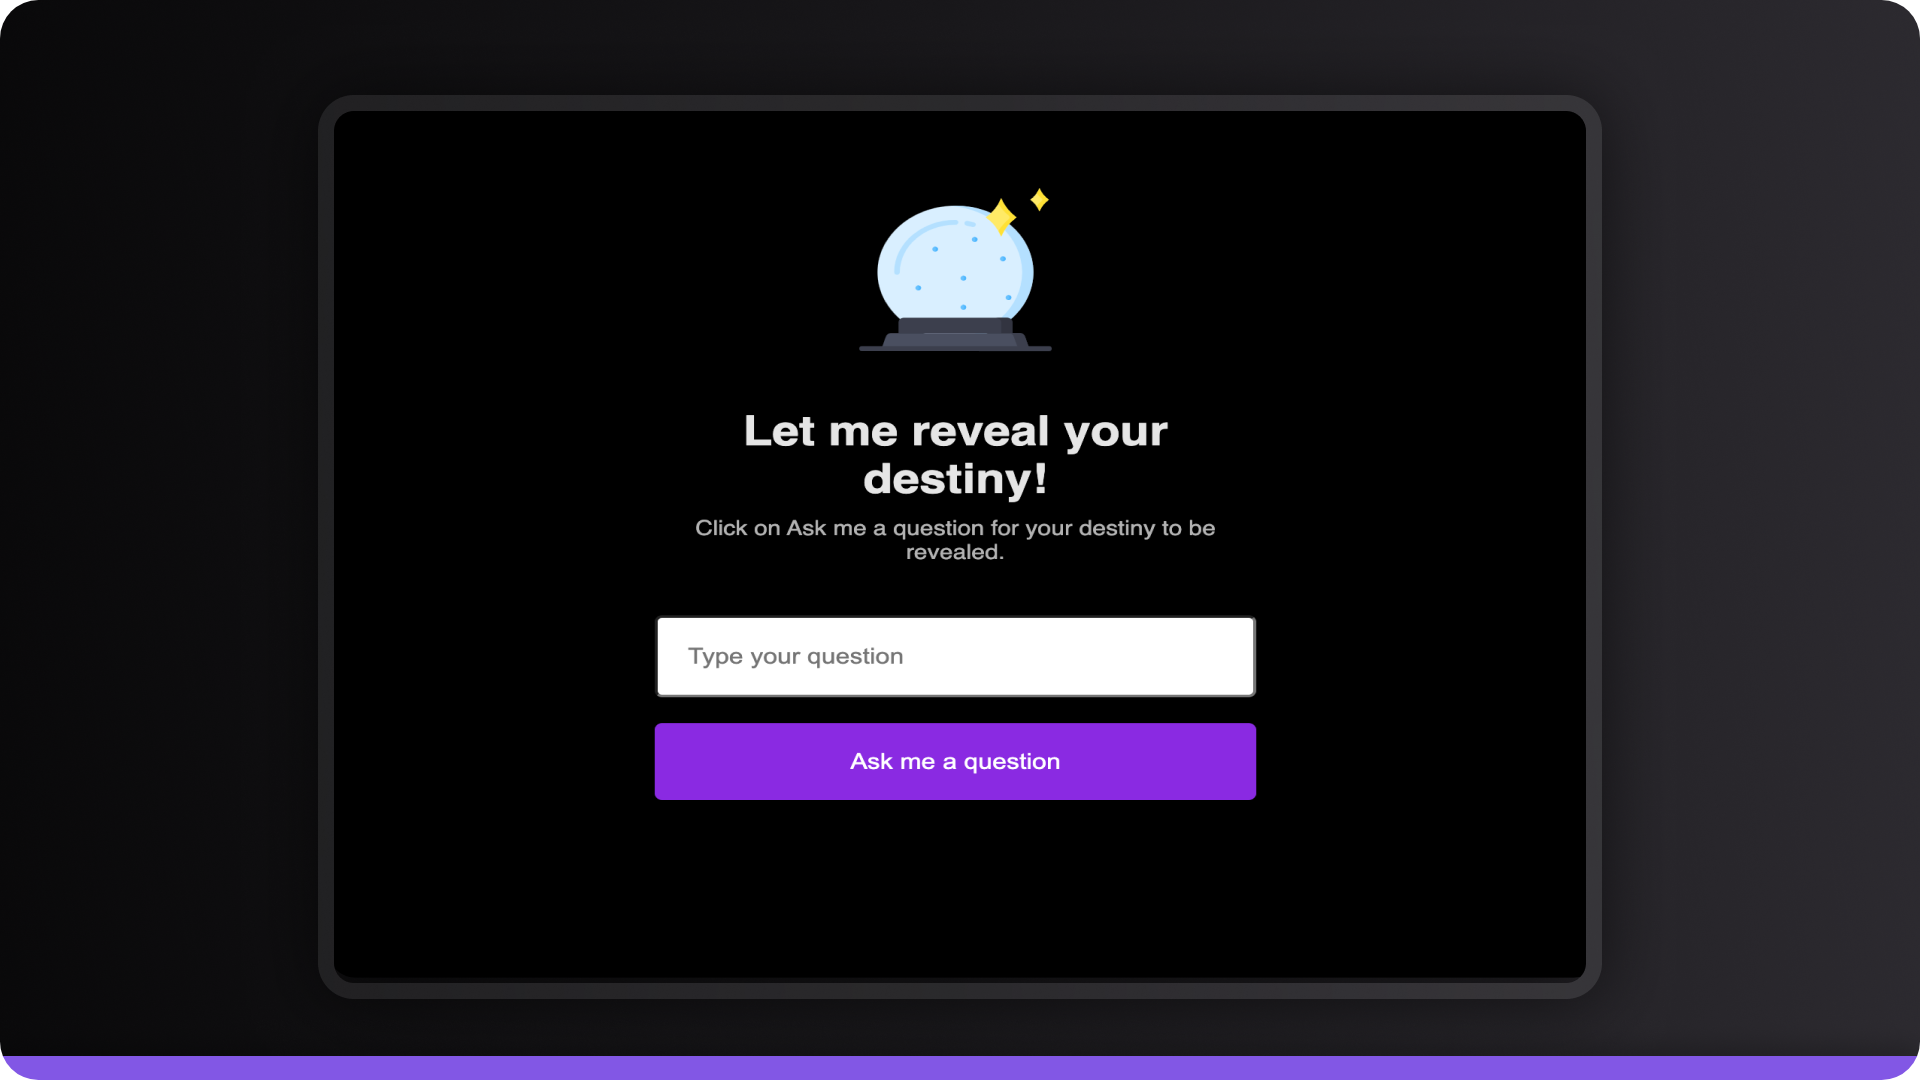 Let me reveal your
destiny!
Click on Ask me a question for your destiny to be
revealed.
Type your question
Ask me a question